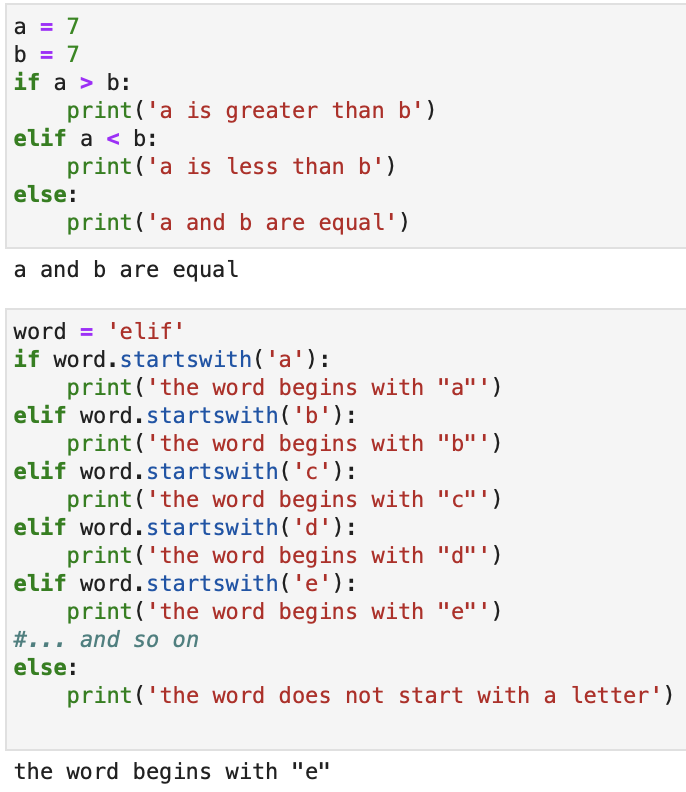 a = 7
b = 7
if a > b:
    print('a is greater than b')
elif a < b:
    print('a is less than b')
else:
    print('a and b are equal')
a and b are equal
word = 'elif'
if word.startswith('a'):
    print('the word begins with "a"')
elif word.startswith('b'):
    print('the word begins with "b"')
elif word.startswith('c'):
    print('the word begins with "c"')
elif word.startswith('d'):
    print('the word begins with "d"')
elif word.startswith('e'):
    print('the word begins with "e"')
#... and so on
else:
    print('the word does not start with a letter')
the word begins with "e"